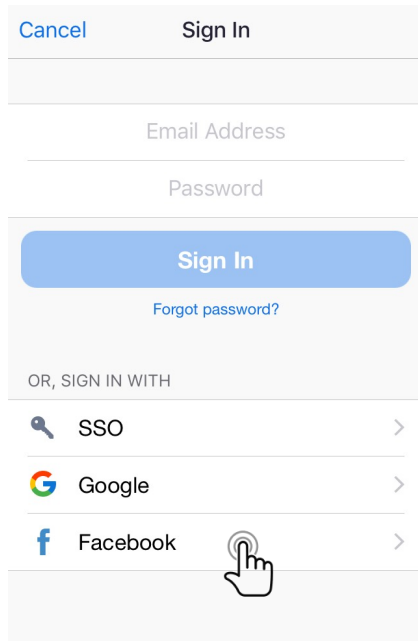 Cancel Sign In
Email Address
Password
Sign In
Forgot password?
OR, SIGN IN WITH
SSO
Google
Facebook